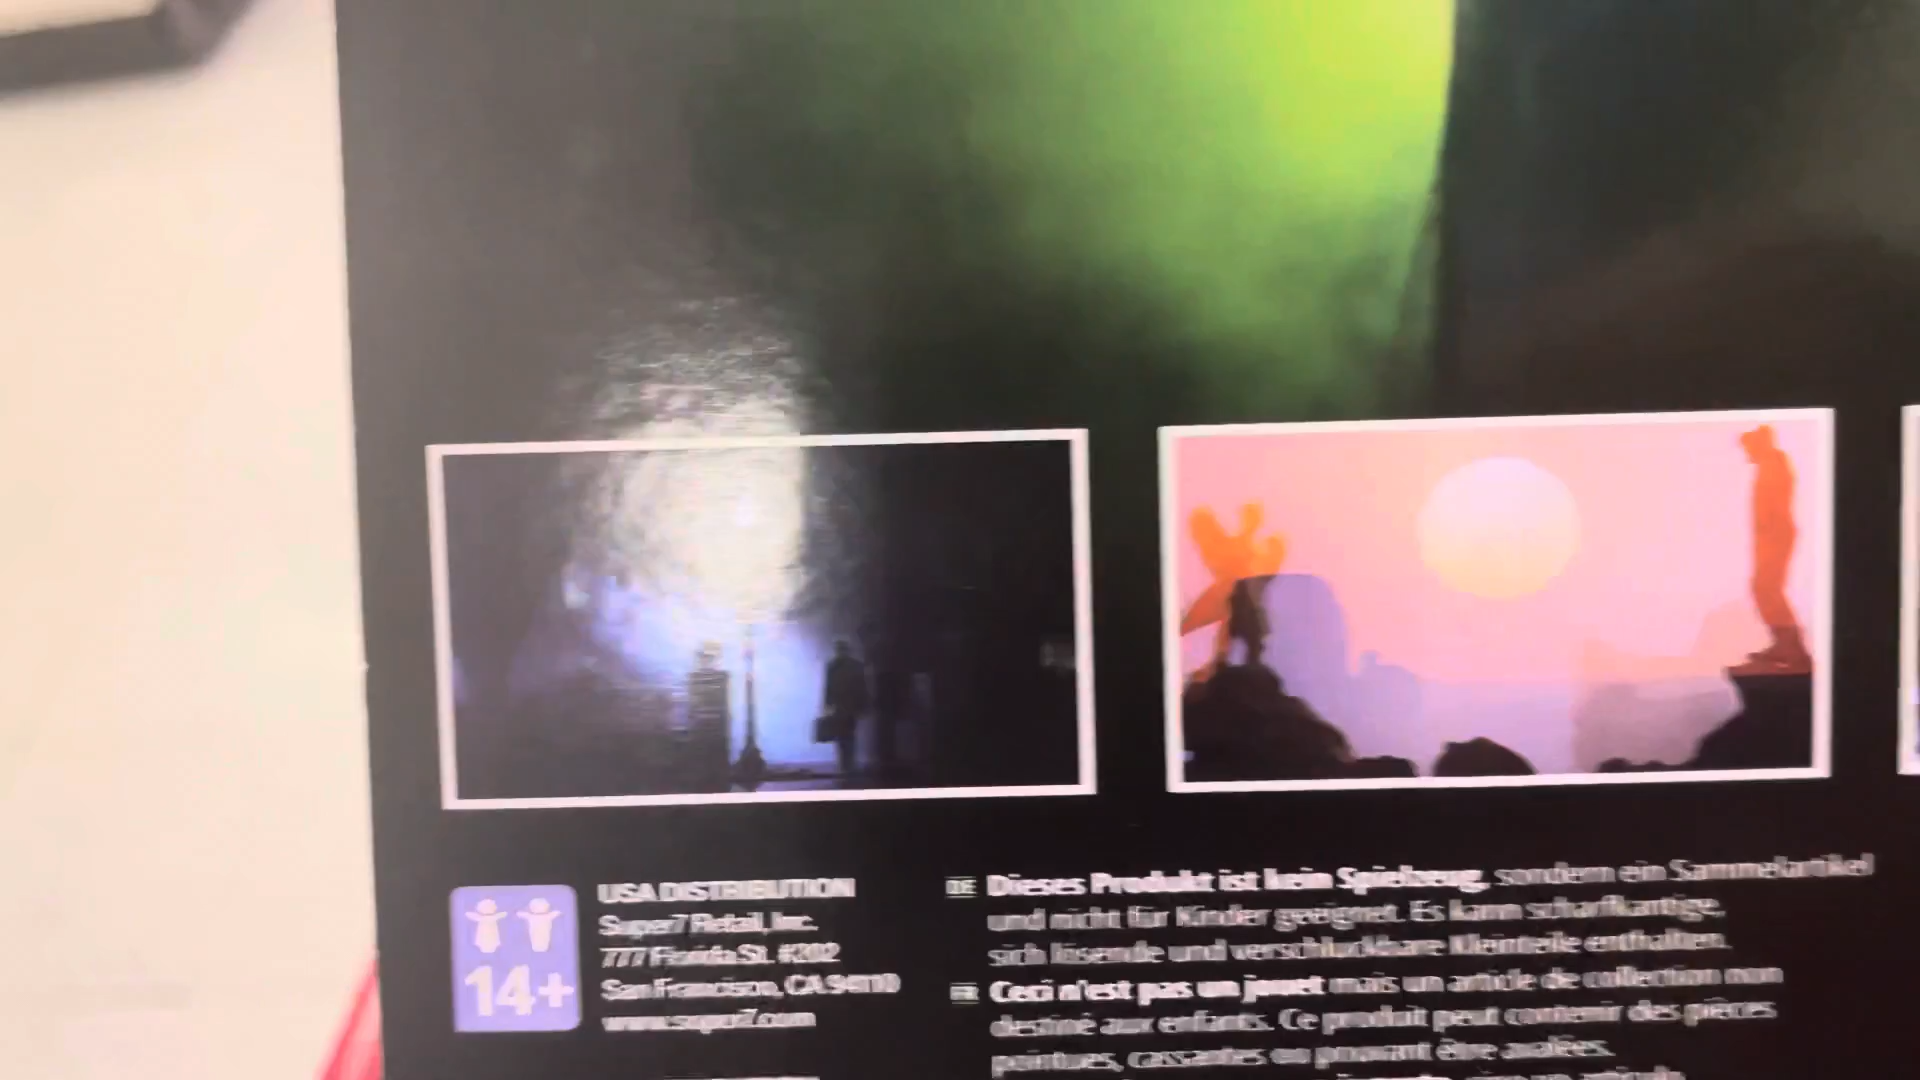 14+
USA DISTRIBUTION
Super7 Retail, Inc.
777 Florida St. #202
San Francisco, CA 94110
www.super7.com
DE Dieses Produkt ist kein Spielzeug, sondern ein Sammelartikel
und nicht für Kinder geeignet. Es kann scharfkantige,
sich lösende und verschluckbare Kleinteile enthalten.
FR Ceci n'est pas un jouet mais un article de collection non
destiné aux enfants. Ce produit peut contenir des pièces
pointues, cassantes ou pouvant être avalées.